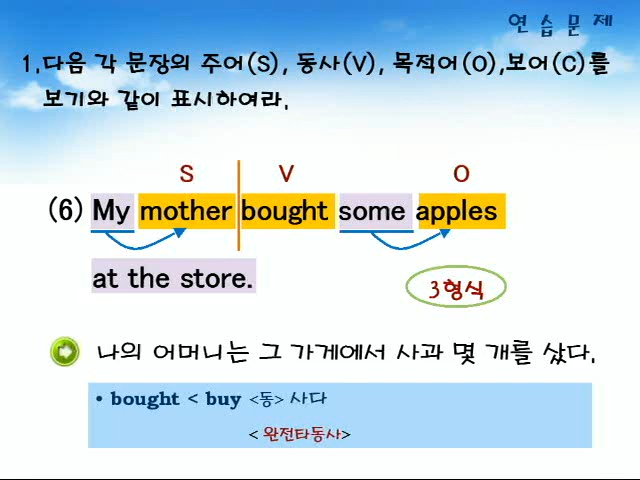 연습문제
1.다음 각 문장의 주어(S), 동사(V), 목적어(O),보어(C)를
보기와 같이 표시하여라.
S V O
(6) My mother bought some apples
at the store.
3형식
나의 어머니는 그 가게에서 사과 몇 개를 샀다.
• bought < buy <동> 사다
< 완전타동사>